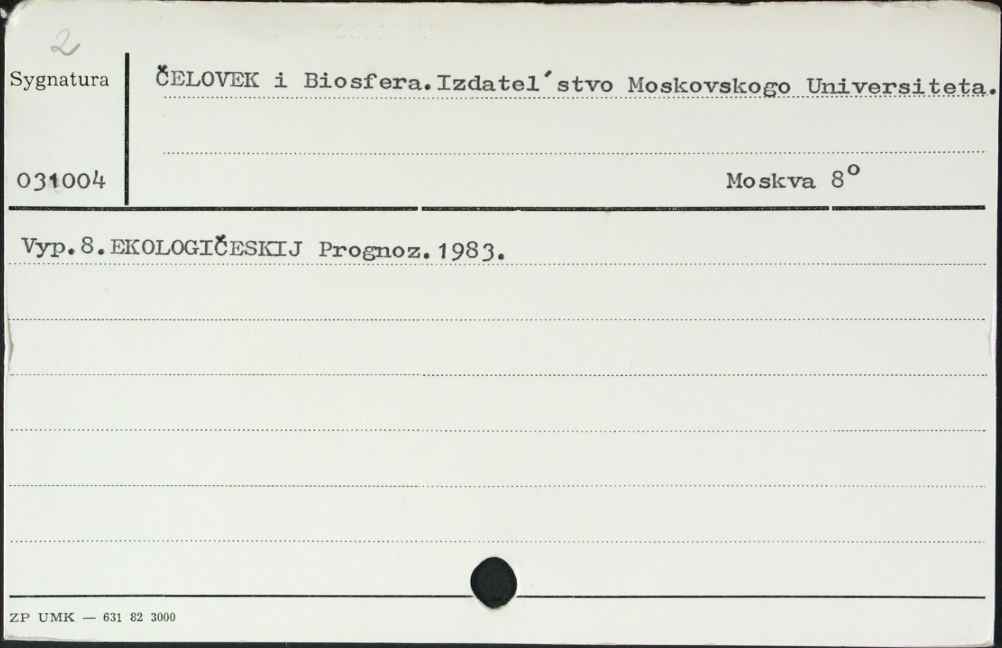 2
Sygnatura
ČELOVEK i Biosfera.Izdatel´stvo Moskovskogo Universiteta.
031004
Moskva 8⁰
Vyp.8.EKOLOGIČESKIJ Prognoz.1983.
ZP UMK — 631 82 3000